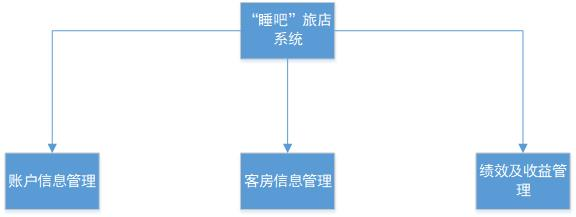 “睡吧”旅店
系统
账户信息管理
客房信息管理
绩效及收益管
理